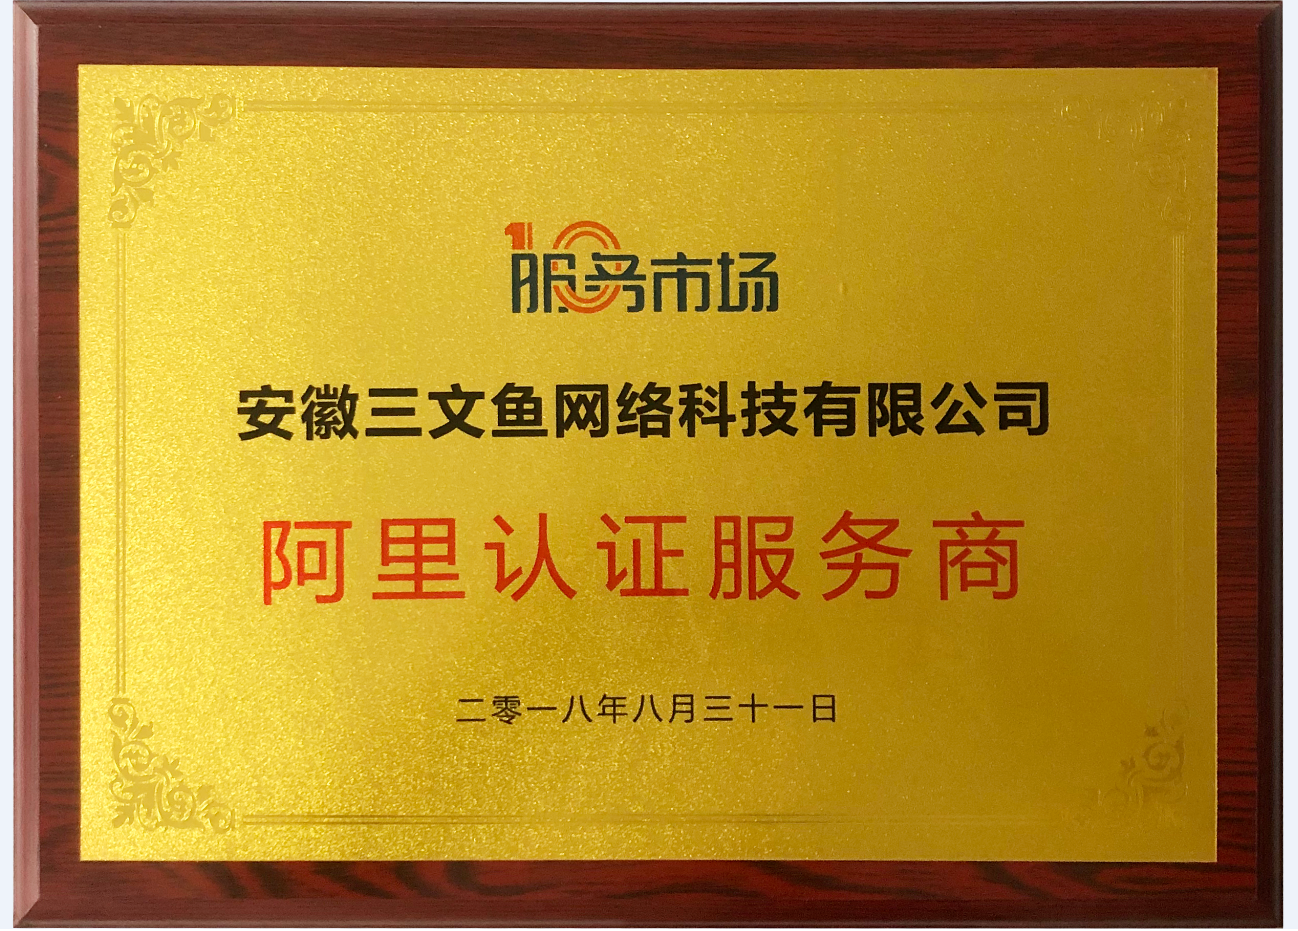 10
服务市场
安徽三文鱼网络科技有限公司
阿里认证服务商
二零一八年八月三十一日